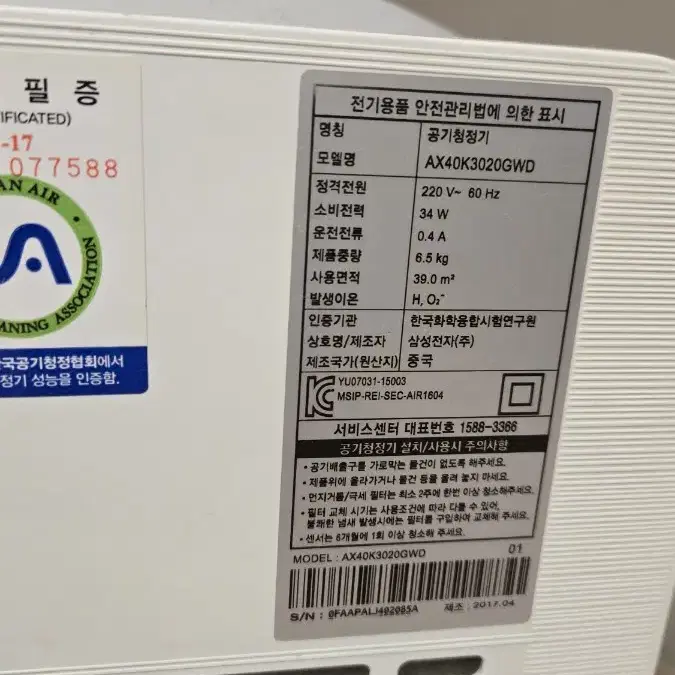 필증
IFICATED)
-17
077588
AN AIR
ANING ASSOCIATION
국공기청정협회에서
정기 성능을 인증함.
전기용품 안전관리법에 의한 표시
명칭 공기청정기
모델명 AX40K3020GWD
정격전원 220 V~ 60 Hz
소비전력 34 W
운전전류 0.4 A
제품중량 6.5 kg
사용면적 39.0 m²
발생이온 H, O₂⁻
인증기관 한국화학융합시험연구원
상호명/제조자 삼성전자(주)
제조국가(원산지) 중국
YU07031-15003
MSIP-REI-SEC-AIR1604
서비스센터 대표번호 1588-3366
공기청정기 설치/사용시 주의사항
• 공기배출구를 가로막는 물건이 없도록 해주세요.
• 제품위에 올라가거나 물건 등을 올려 놓지 마세요.
• 먼지거름/극세 필터는 최소 2주에 한번 이상 청소해주세요.
• 필터 교체 시기는 사용조건에 따라 다를 수 있어,
불쾌한 냄새 발생시에는 필터를 구입하여 교체해 주세요.
• 센서는 6개월에 1회 이상 청소해 주세요.
MODEL : AX40K3020GWD 01
S/N : 0FAAPALJ402085A 제조 : 2017.04